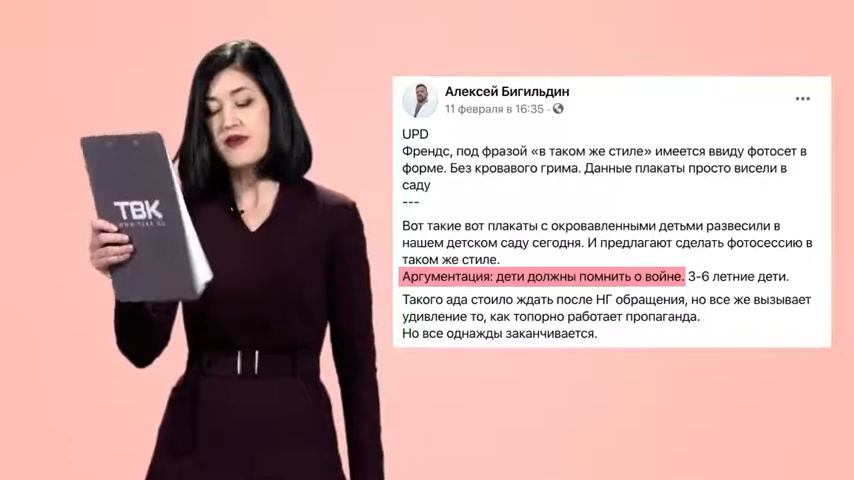 ТВК
Алексей Бигильдин
11 февраля в 16:35 ·
UPD
Френдс, под фразой «в таком же стиле» имеется ввиду фотосет в
форме. Без кровавого грима. Данные плакаты просто висели в
саду
---
Вот такие вот плакаты с окровавленными детьми развесили в
нашем детском саду сегодня. И предлагают сделать фотосессию в
таком же стиле.
Аргументация: дети должны помнить о войне. 3-6 летние дети.
Такого ада стоило ждать после НГ обращения, но все же вызывает
удивление то, как топорно работает пропаганда.
Но все однажды заканчивается.